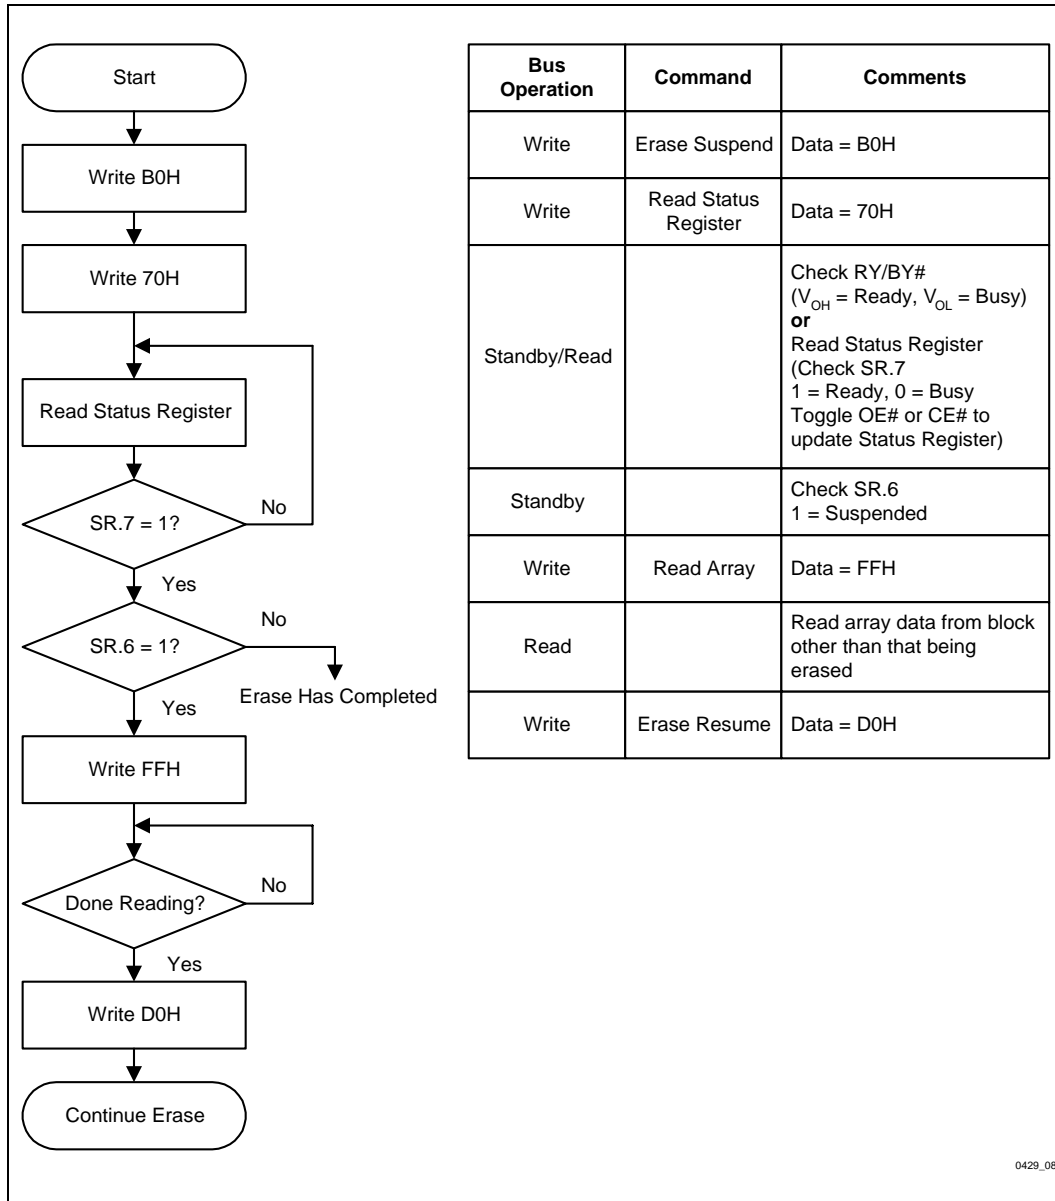 Start
Write B0H
Write 70H
Read Status Register
SR.7 = 1?
No
Yes
SR.6 = 1?
No
Erase Has Completed
Yes
Write FFH
Done Reading?
No
Yes
Write D0H
Continue Erase
Bus
Operation
Command
Comments
Write
Erase Suspend
Data = B0H
Write
Read Status
Register
Data = 70H
Standby/Read
Check RY/BY#
(VOH = Ready, VOL = Busy)
or
Read Status Register
(Check SR.7
1 = Ready, 0 = Busy
Toggle OE# or CE# to
update Status Register)
Standby
Check SR.6
1 = Suspended
Write
Read Array
Data = FFH
Read
Read array data from block
other than that being
erased
Write
Erase Resume
Data = D0H
0429_08